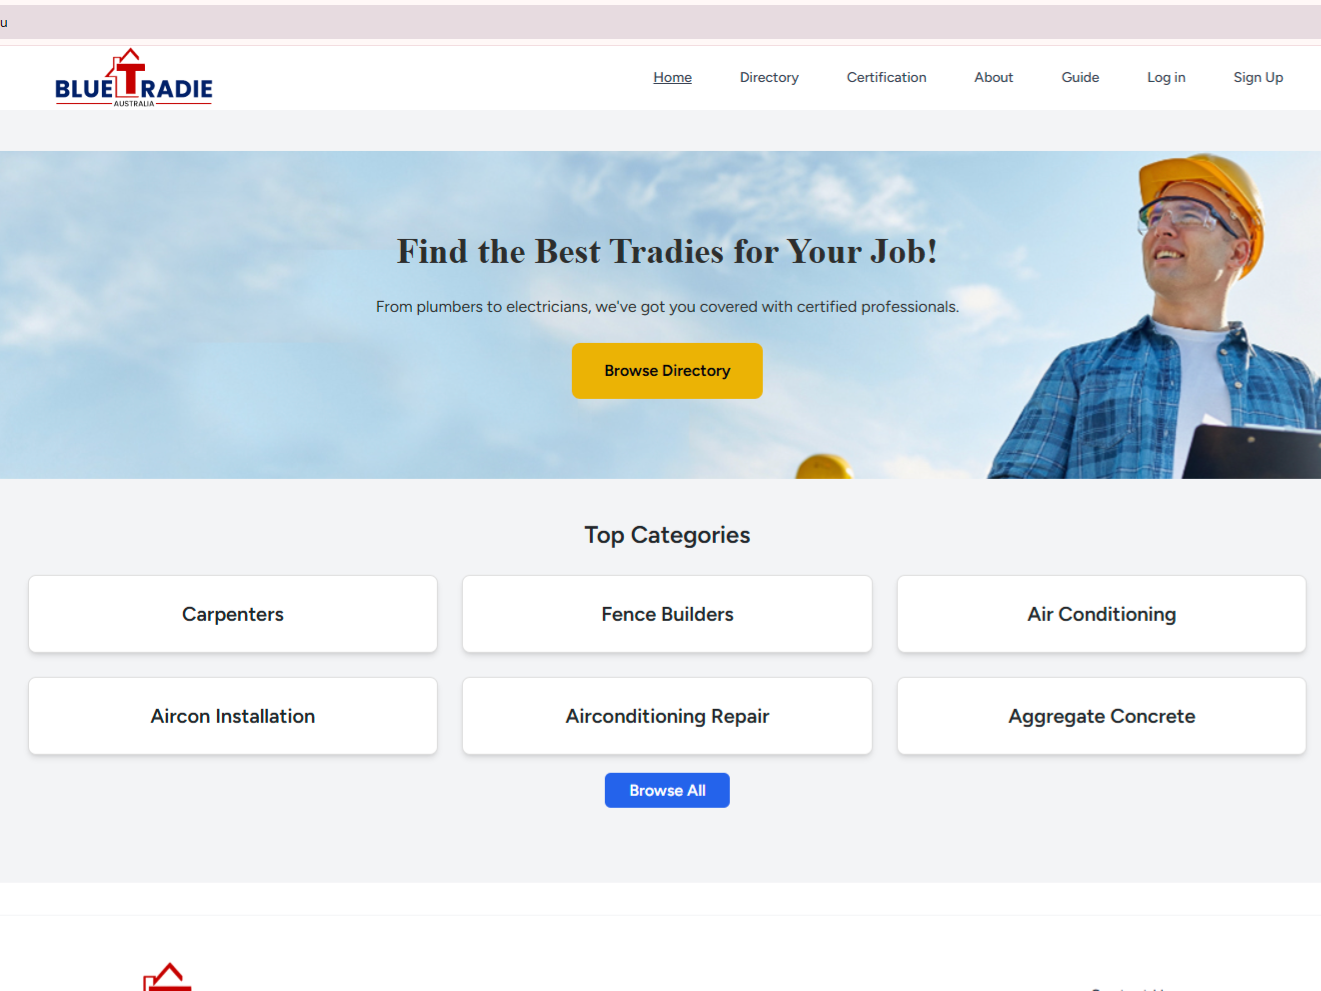 u
BLUE TRADIE
AUSTRALIA
Home Directory Certification About Guide Log in Sign Up
Find the Best Tradies for Your Job!
From plumbers to electricians, we've got you covered with certified professionals.
Browse Directory
Top Categories
Carpenters Fence Builders Air Conditioning
Aircon Installation Airconditioning Repair Aggregate Concrete
Browse All